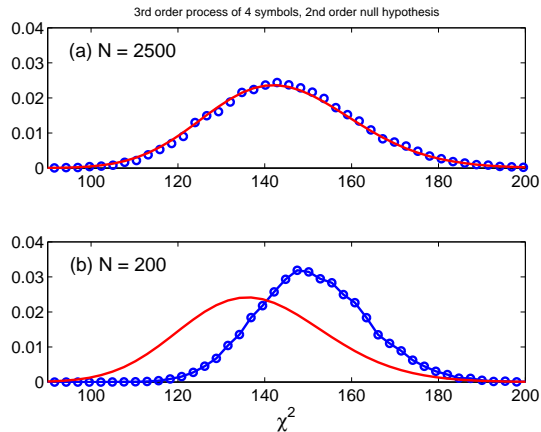 3rd order process of 4 symbols, 2nd order null hypothesis
0.04
(a) N = 2500
0.03
0.02
0.01
0
100 120 140 160 180 200
0.04
(b) N = 200
0.03
0.02
0.01
0
100 120 140 160 180 200
χ²